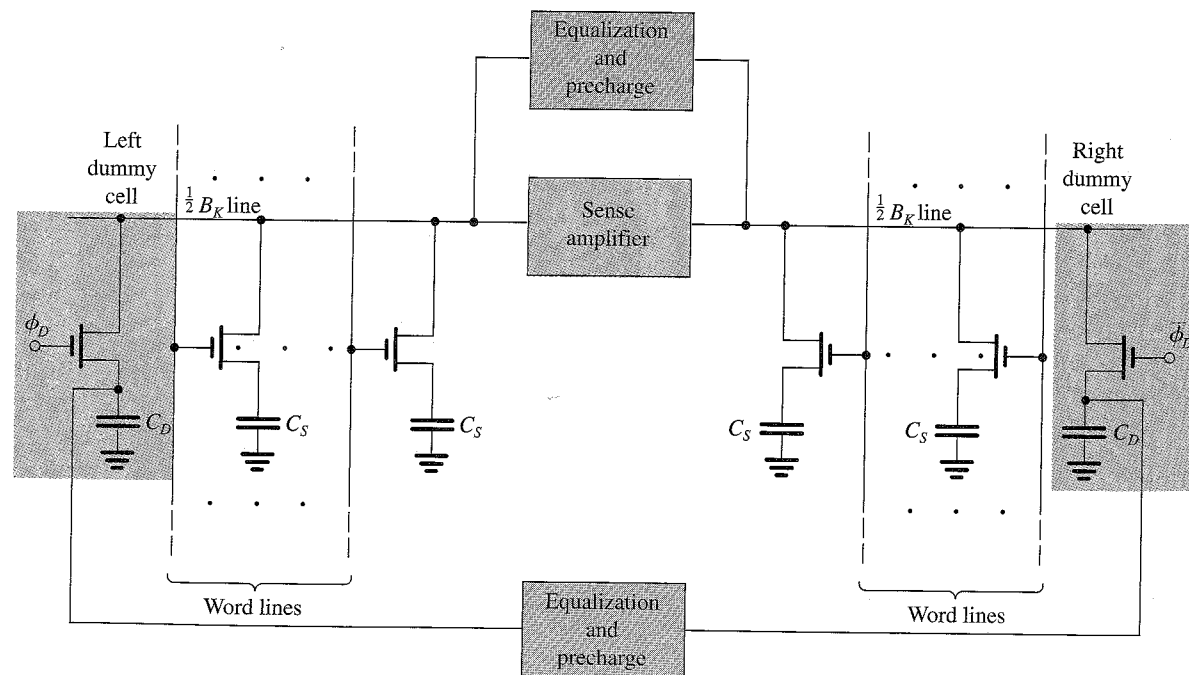 Equalization
and
precharge
Left
dummy
cell
Right
dummy
cell
½ B_K line
Sense
amplifier
½ B_K line
ϕ_D
ϕ_D
C_D
C_S
C_S
C_S
C_S
C_D
Word lines
Equalization
and
precharge
Word lines